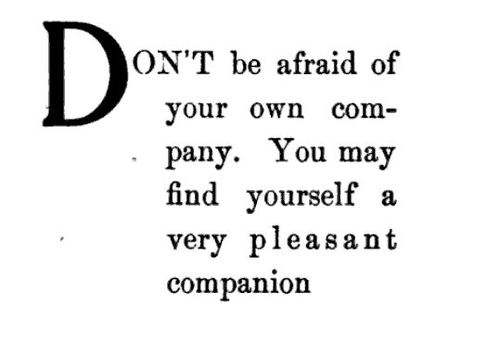 DON'T be afraid of
your own com-
pany. You may
find yourself a
very pleasant
companion